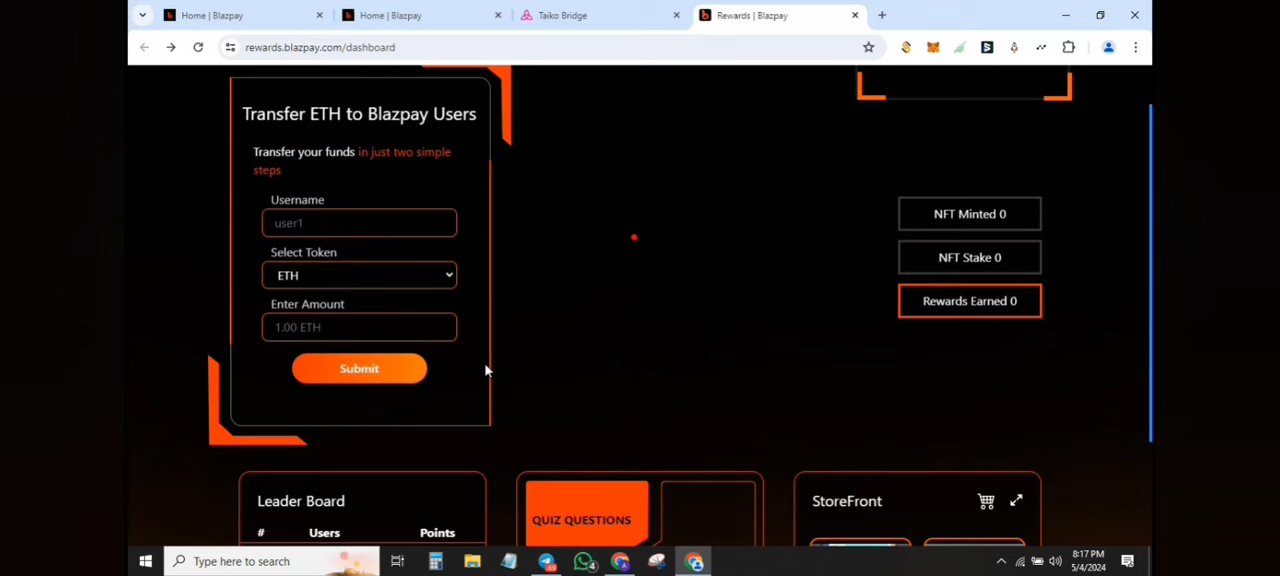 Home | Blazpay
Home | Blazpay
Taiko Bridge
Rewards | Blazpay
rewards.blazpay.com/dashboard
Transfer ETH to Blazpay Users
Transfer your funds in just two simple
steps
Username
user1
Select Token
ETH
Enter Amount
1.00 ETH
Submit
NFT Minted 0
NFT Stake 0
Rewards Earned 0
Leader Board
# Users Points
QUIZ QUESTIONS
StoreFront
Type here to search
8:17 PM
5/4/2024